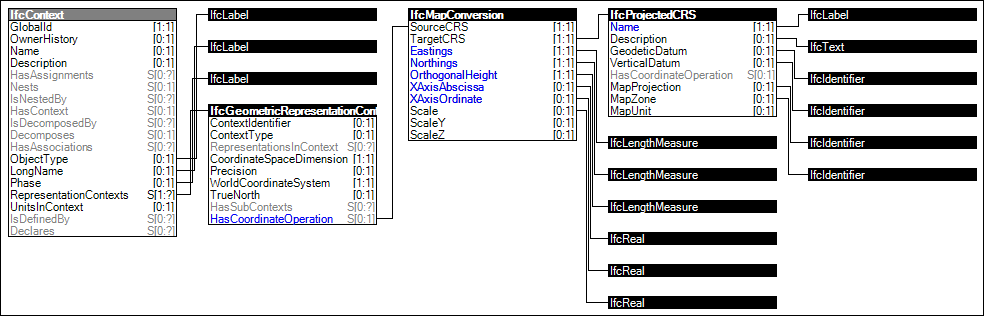 IfcContext
GlobalId [1:1]
OwnerHistory [0:1]
Name [0:1]
Description [0:1]
HasAssignments S[0:?]
Nests S[0:1]
IsNestedBy S[0:?]
HasContext S[0:1]
IsDecomposedBy S[0:?]
Decomposes S[0:1]
HasAssociations S[0:?]
ObjectType [0:1]
LongName [0:1]
Phase [0:1]
RepresentationContexts S[1:?]
UnitsInContext [0:1]
IsDefinedBy S[0:?]
Declares S[0:?]
IfcLabel
IfcLabel
IfcLabel
IfcGeometricRepresentationCont
ContextIdentifier [0:1]
ContextType [0:1]
RepresentationsInContext S[0:?]
CoordinateSpaceDimension [1:1]
Precision [0:1]
WorldCoordinateSystem [1:1]
TrueNorth [0:1]
HasSubContexts S[0:?]
HasCoordinateOperation S[0:1]
IfcMapConversion
SourceCRS [1:1]
TargetCRS [1:1]
Eastings [1:1]
Northings [1:1]
OrthogonalHeight [1:1]
XAxisAbscissa [0:1]
XAxisOrdinate [0:1]
Scale [0:1]
ScaleY [0:1]
ScaleZ [0:1]
IfcProjectedCRS
Name [1:1]
Description [0:1]
GeodeticDatum [0:1]
VerticalDatum [0:1]
HasCoordinateOperation S[0:1]
MapProjection [0:1]
MapZone [0:1]
MapUnit [0:1]
IfcLengthMeasure
IfcLengthMeasure
IfcLengthMeasure
IfcReal
IfcReal
IfcReal
IfcLabel
IfcText
IfcIdentifier
IfcIdentifier
IfcIdentifier
IfcIdentifier